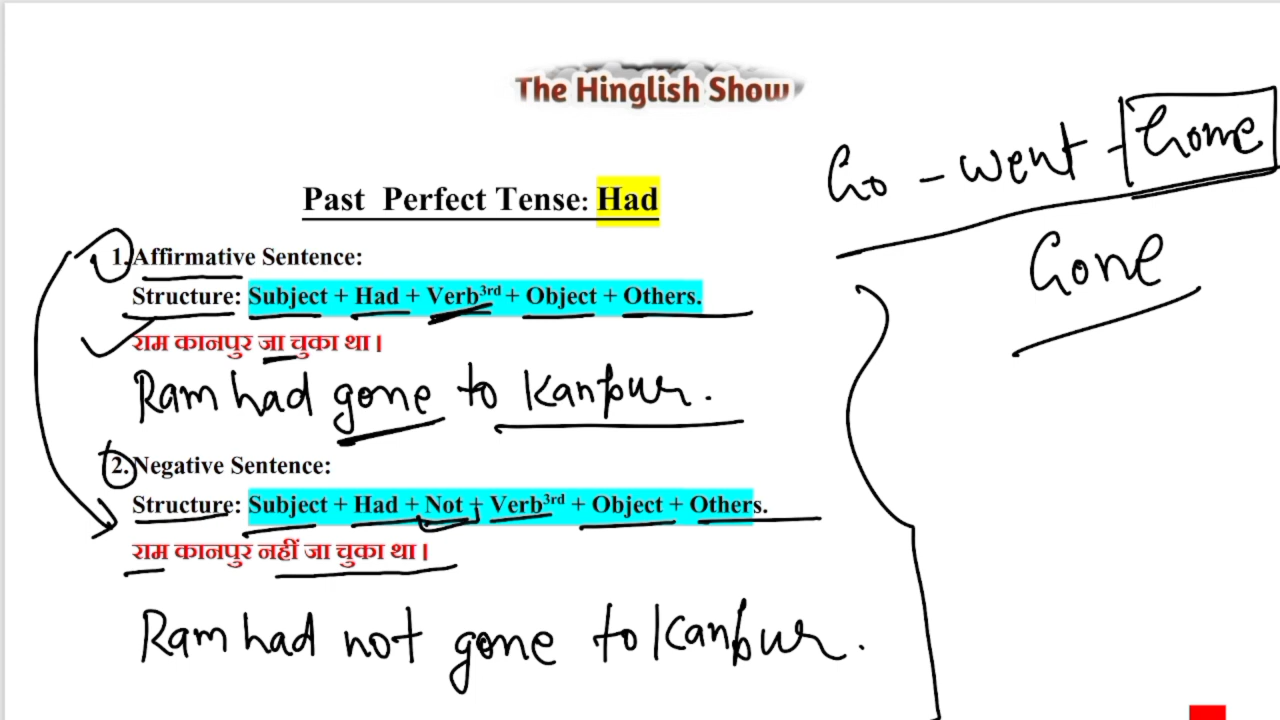 The Hinglish Show
Go - went - Gone
Past Perfect Tense: Had
Gone
1. Affirmative Sentence:
Structure: Subject + Had + Verb3rd + Object + Others.
राम कानपुर जा चुका था।
Ram had gone to Kanpur.
2. Negative Sentence:
Structure: Subject + Had + Not + Verb3rd + Object + Others.
राम कानपुर नहीं जा चुका था।
Ram had not gone to Kanpur.